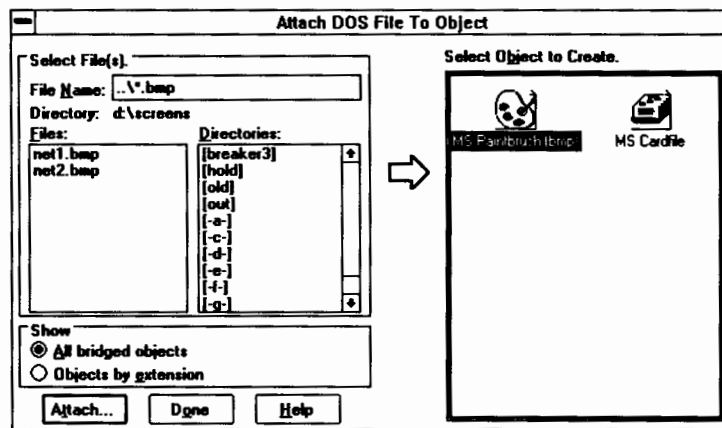 Attach DOS File To Object
Select File(s).
File Name: ..\*.bmp
Directory: d:\screens
Files:
net1.bmp
net2.bmp
Directories:
[breaker3]
[hold]
[old]
[out]
[-a-]
[-c-]
[-d-]
[-e-]
[-f-]
[-g-]
Show
All bridged objects
Objects by extension
Attach...
Done
Help
Select Object to Create.
MS Paintbrush (bmp)
MS Cardfile